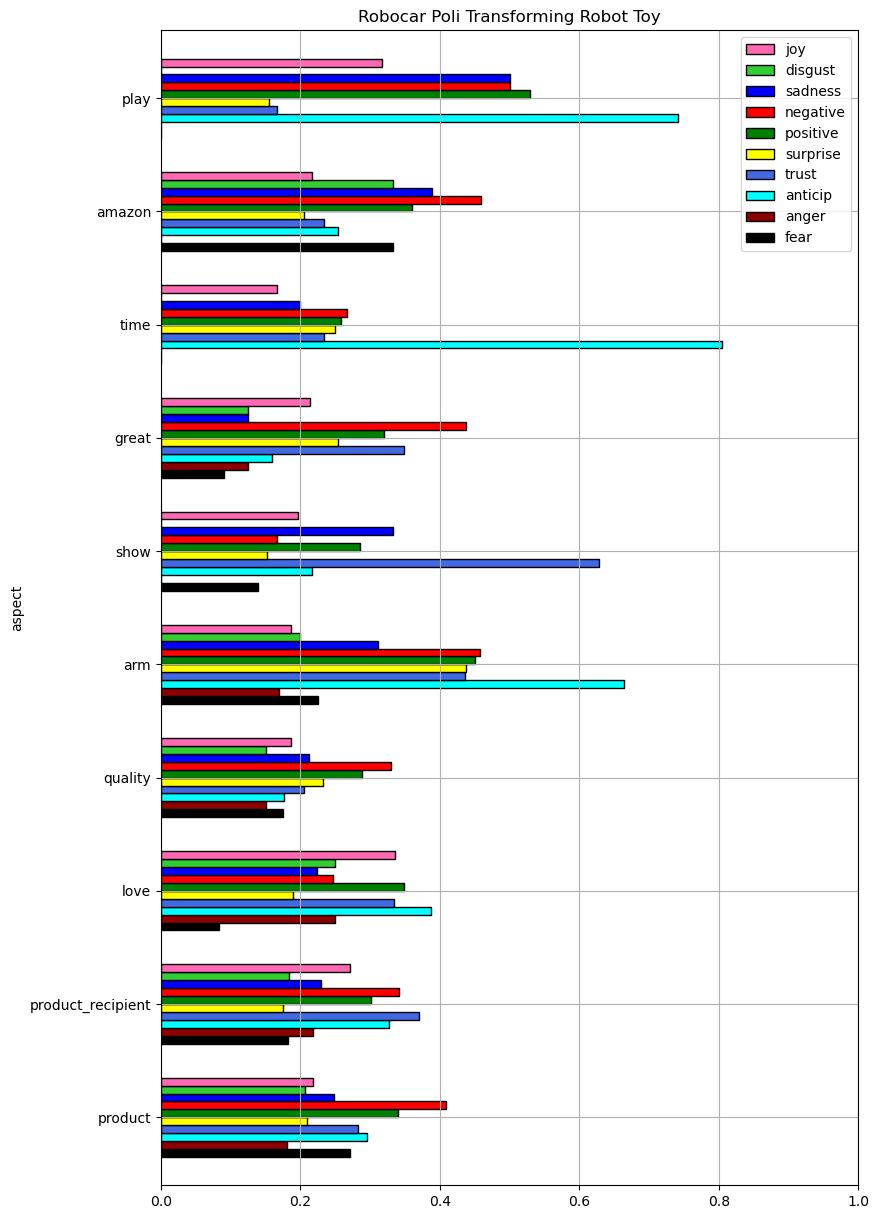 Robocar Poli Transforming Robot Toy
joy
disgust
sadness
negative
positive
surprise
trust
anticip
anger
fear
play
amazon
time
great
show
arm
quality
love
product_recipient
product
aspect
0.0 0.2 0.4 0.6 0.8 1.0